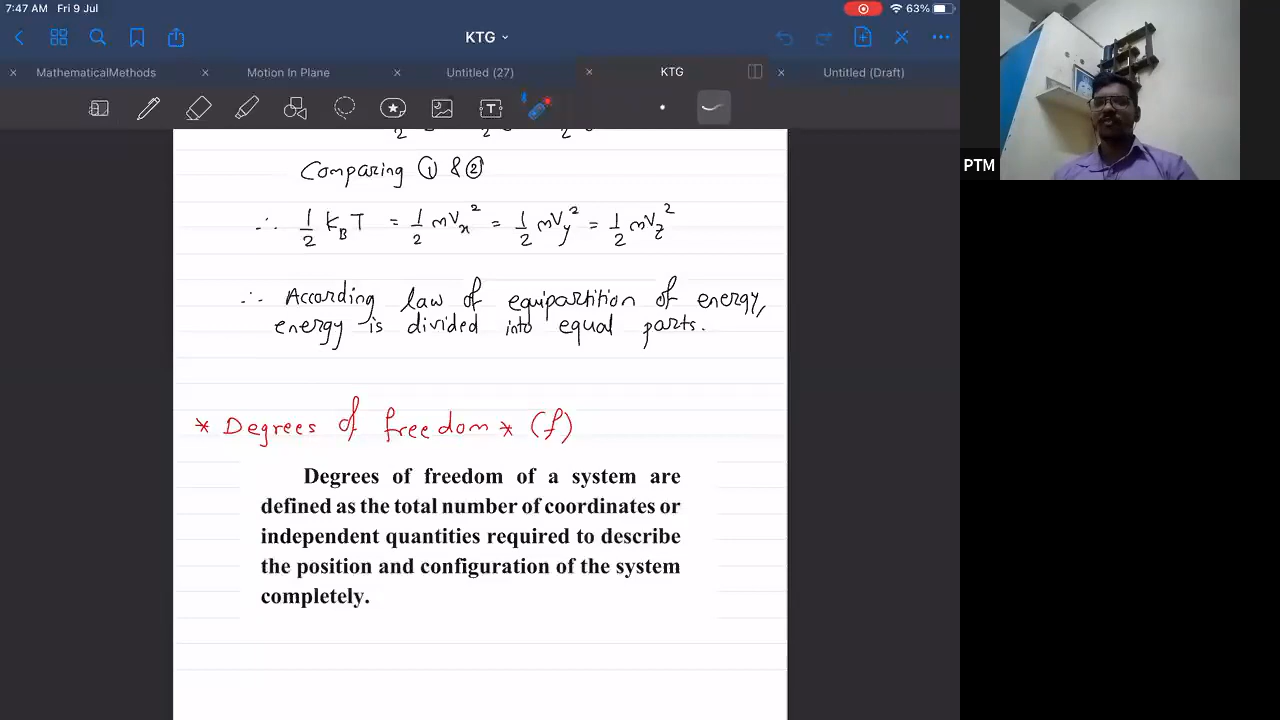 7:47 AM Fri 9 Jul
63%
KTG
MathematicalMethods
Motion In Plane
Untitled (27)
KTG
Untitled (Draft)
Comparing ① & ②
∴ 1/2 K_B T = 1/2 mV_x² = 1/2 mV_y² = 1/2 mV_z²
∴ According law of equipartition of energy,
energy is divided into equal parts.
* Degrees of freedom * (f)
Degrees of freedom of a system are
defined as the total number of coordinates or
independent quantities required to describe
the position and configuration of the system
completely.
PTM